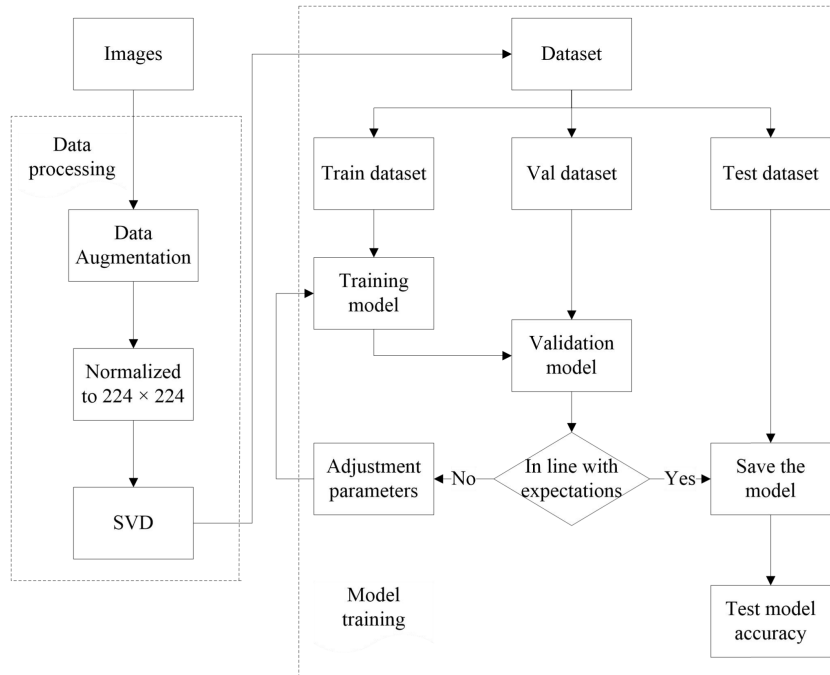 Images
Data
processing
Data
Augmentation
Normalized
to 224 × 224
SVD
Dataset
Train dataset
Val dataset
Test dataset
Training
model
Validation
model
Adjustment
parameters
No
In line with
expectations
Yes
Save the
model
Model
training
Test model
accuracy